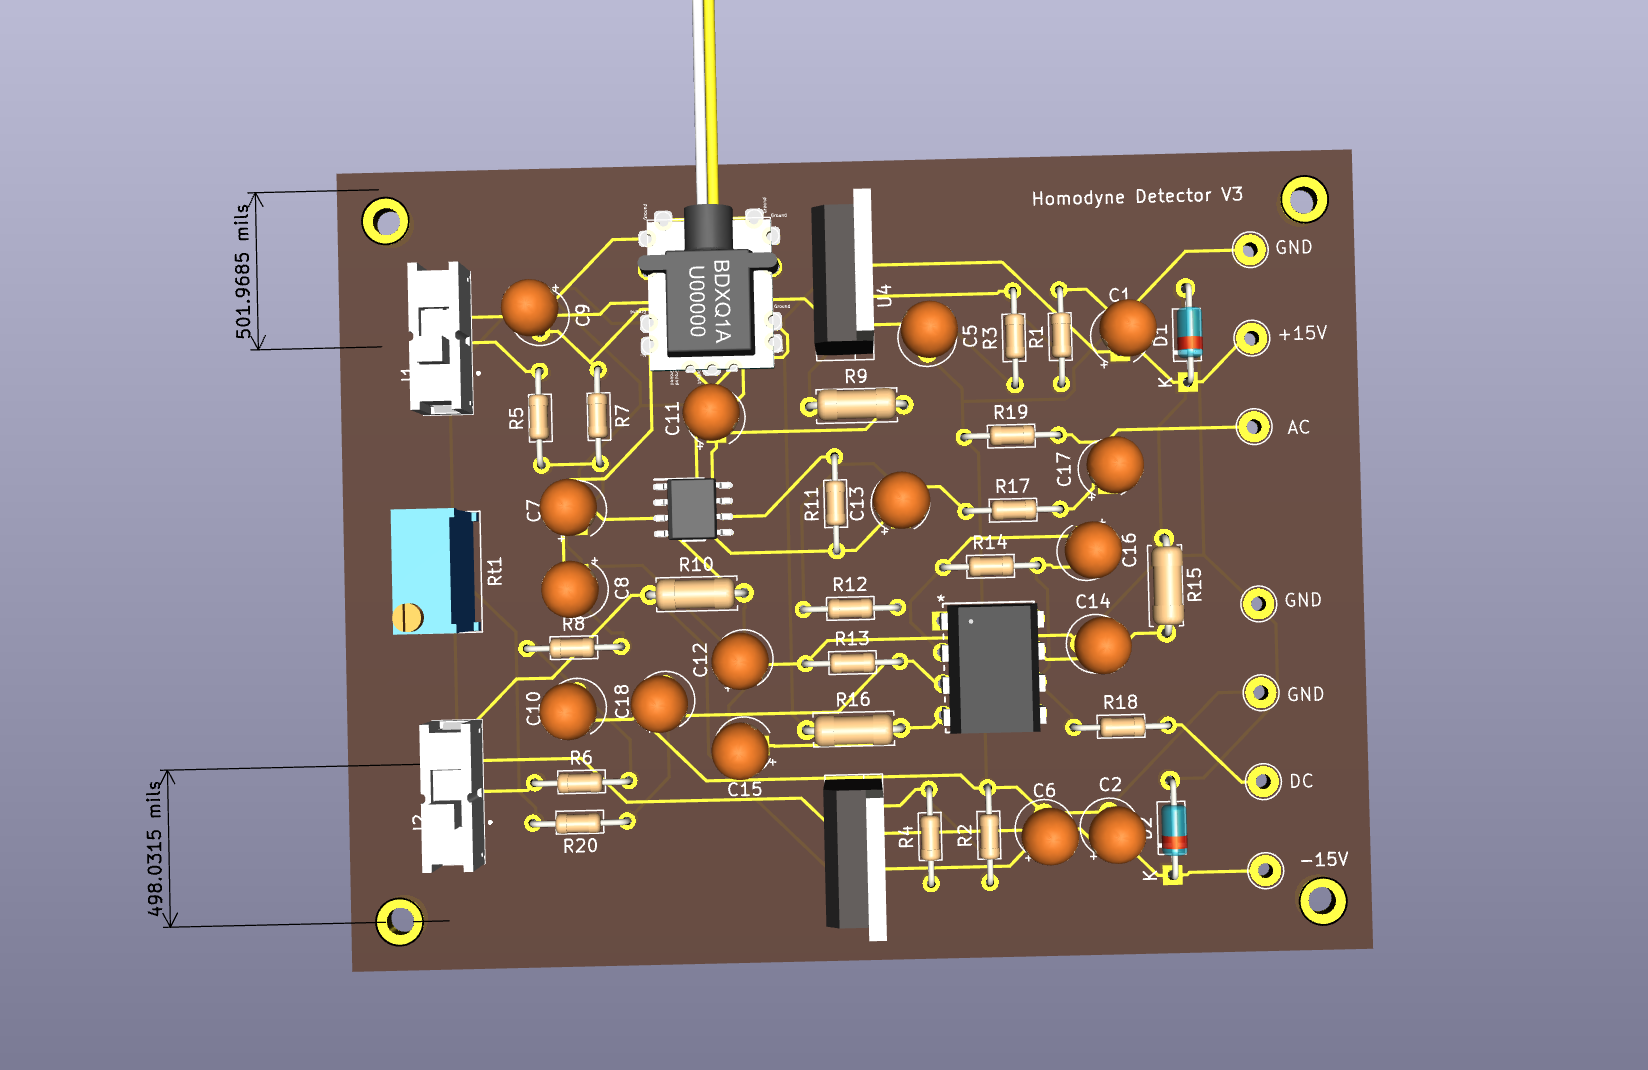 Homodyne Detector V3
501.9685 mils
GND
BDXQ1A
U00000
U4
C9
C1
C5
R3
R1
D1
+15V
J1
K
R9
R5
R7
C11
R19
AC
C17
C7
R11
C13
R17
Rt1
R10
R14
C16
C8
R12
R15
*
C14
GND
R8
R13
C12
C10
C18
R16
GND
R18
R6
C15
C6
C2
DC
498.0315 mils
J2
R20
R4
R2
K
-15V